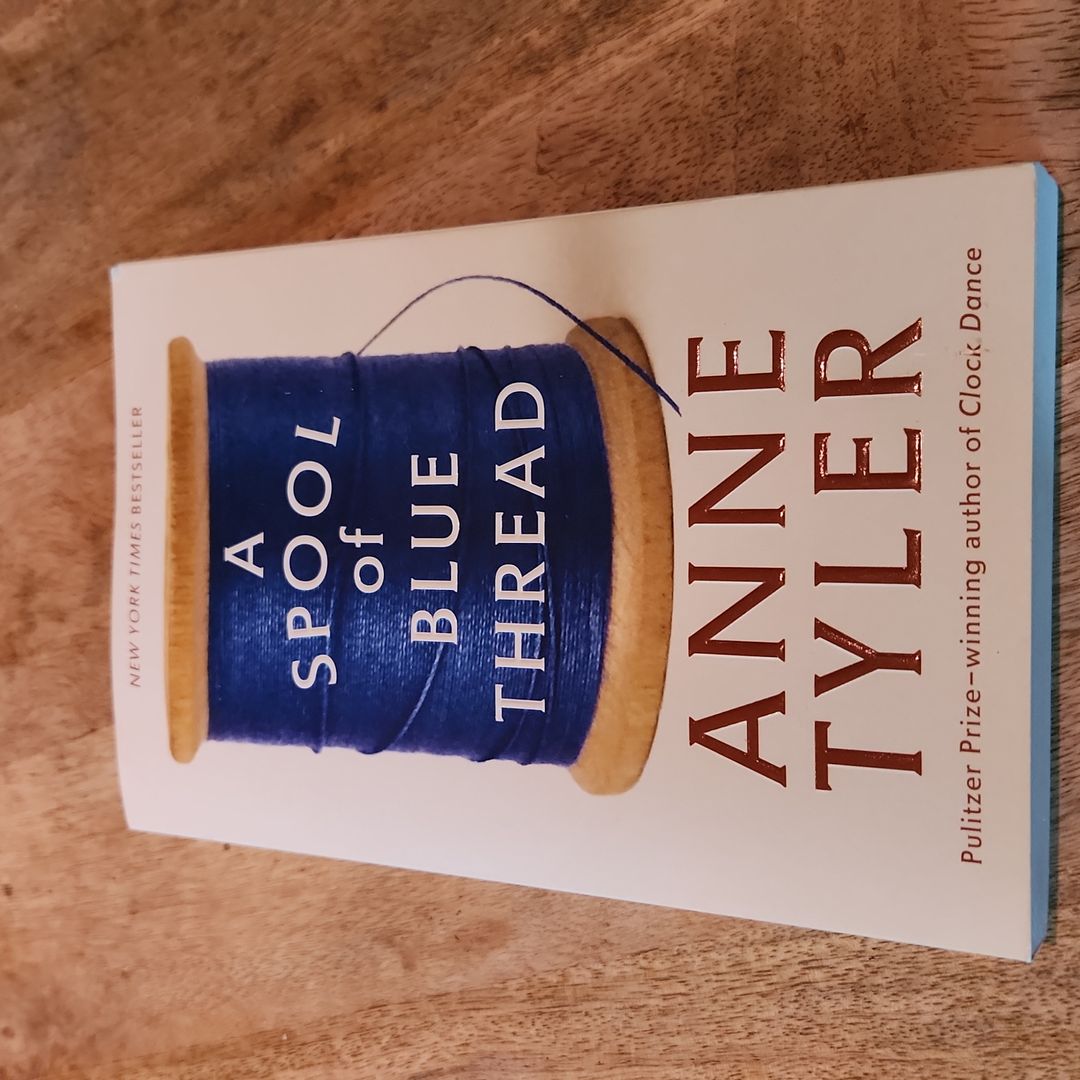 NEW YORK TIMES BESTSELLER
A
SPOOL
of
BLUE
THREAD
ANNE
TYLER
Pulitzer Prize–winning author of Clock Dance